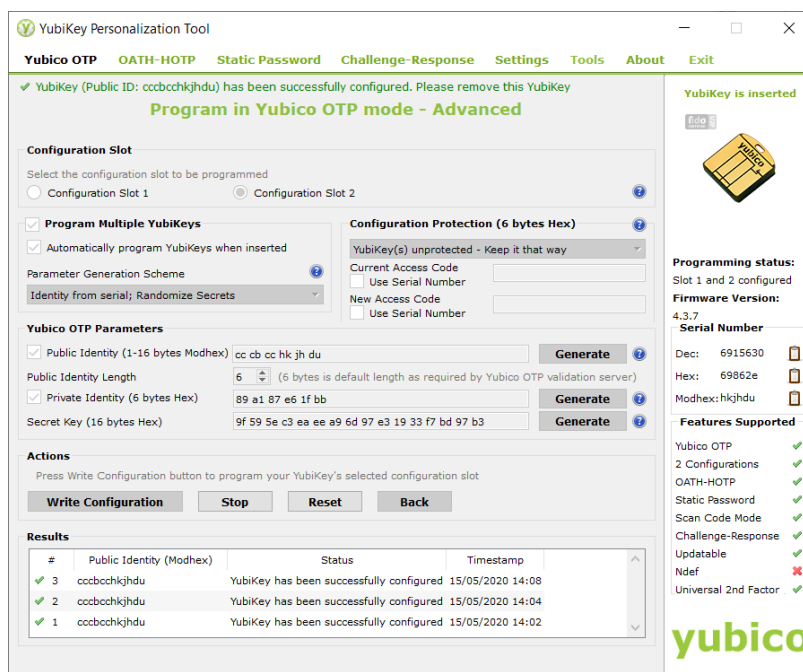 YubiKey Personalization Tool
Yubico OTP OATH-HOTP Static Password Challenge-Response Settings Tools About Exit
YubiKey (Public ID: cccbcchkjhdu) has been successfully configured. Please remove this YubiKey
Program in Yubico OTP mode - Advanced
Configuration Slot
Select the configuration slot to be programmed
Configuration Slot 1 Configuration Slot 2
Program Multiple YubiKeys
Automatically program YubiKeys when inserted
Parameter Generation Scheme
Identity from serial; Randomize Secrets
Configuration Protection (6 bytes Hex)
YubiKey(s) unprotected - Keep it that way
Current Access Code
Use Serial Number
New Access Code
Use Serial Number
Yubico OTP Parameters
Public Identity (1-16 bytes Modhex) cc cb cc hk jh du Generate
Public Identity Length 6 (6 bytes is default length as required by Yubico OTP validation server)
Private Identity (6 bytes Hex) 89 a1 87 e6 1f bb Generate
Secret Key (16 bytes Hex) 9f 59 5e c3 ea ee a9 6d 97 e3 19 33 f7 bd 97 b3 Generate
Actions
Press Write Configuration button to program your YubiKey's selected configuration slot
Write Configuration Stop Reset Back
Results
# Public Identity (Modhex) Status Timestamp
3 cccbcchkjhdu YubiKey has been successfully configured 15/05/2020 14:08
2 cccbcchkjhdu YubiKey has been successfully configured 15/05/2020 14:04
1 cccbcchkjhdu YubiKey has been successfully configured 15/05/2020 14:02
YubiKey is inserted
fido
yubico
Programming status:
Slot 1 and 2 configured
Firmware Version:
4.3.7
Serial Number
Dec: 6915630
Hex: 69862e
Modhex: hkjhdu
Features Supported
Yubico OTP
2 Configurations
OATH-HOTP
Static Password
Scan Code Mode
Challenge-Response
Updatable
Ndef
Universal 2nd Factor
yubico